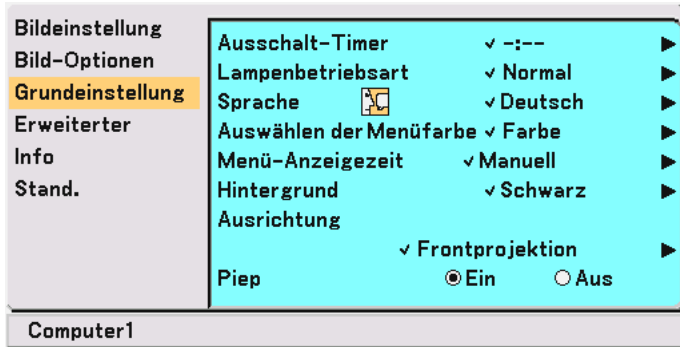 Bildeinstellung
Bild-Optionen
Grundeinstellung
Erweiterter
Info
Stand.
Ausschalt-Timer ✓ -:--
Lampenbetriebsart ✓ Normal
Sprache ✓ Deutsch
Auswählen der Menüfarbe ✓ Farbe
Menü-Anzeigezeit ✓ Manuell
Hintergrund ✓ Schwarz
Ausrichtung
✓ Frontprojektion
Piep Ein Aus
Computer1